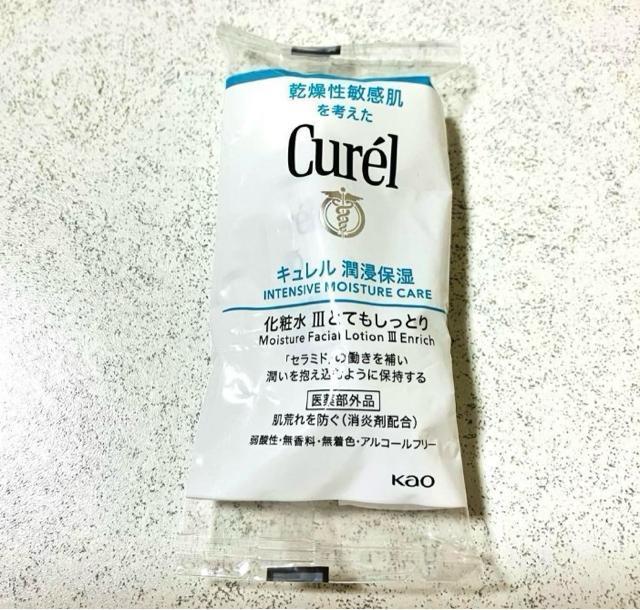 乾燥性敏感肌
を考えた
Curél
キュレル 潤浸保湿
INTENSIVE MOISTURE CARE
化粧水 Ⅲ とてもしっとり
Moisture Facial Lotion Ⅲ Enrich
「セラミド」の働きを補い
潤いを抱え込むように保持する
医薬部外品
肌荒れを防ぐ（消炎剤配合）
弱酸性・無香料・無着色・アルコールフリー
Kao